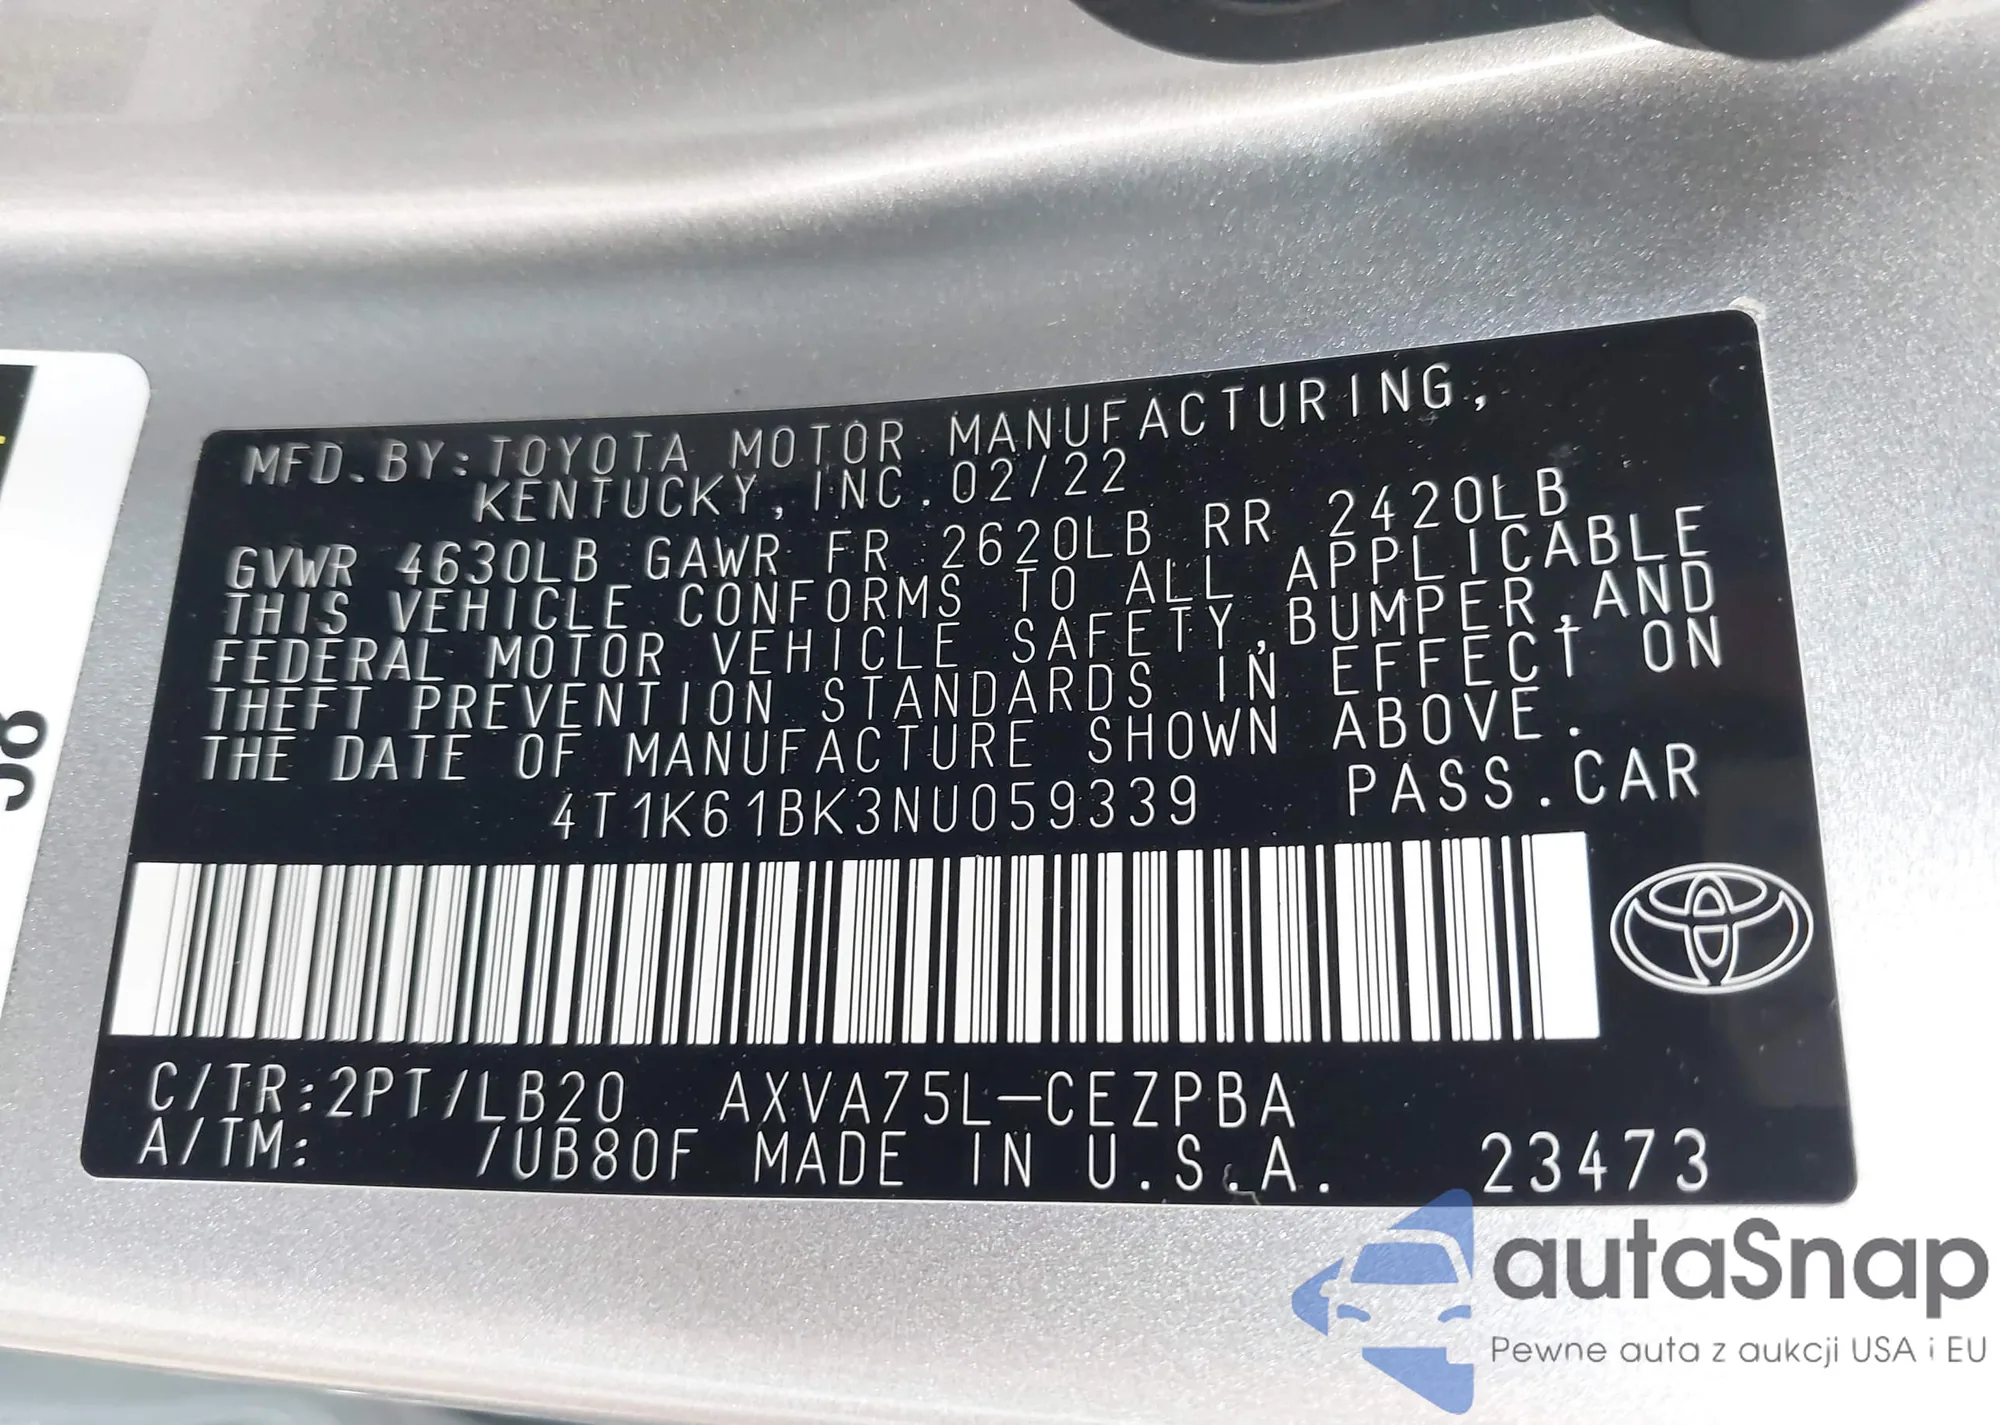 MFD.BY:TOYOTA MOTOR MANUFACTURING,
KENTUCKY, INC.02/22
GVWR 4630LB GAWR FR 2620LB RR 2420LB
THIS VEHICLE CONFORMS TO ALL APPLICABLE
FEDERAL MOTOR VEHICLE SAFETY,BUMPER,AND
THEFT PREVENTION STANDARDS IN EFFECT ON
THE DATE OF MANUFACTURE SHOWN ABOVE.
4T1K61BK3NU059339 PASS.CAR
C/TR:2PT/LB20 AXVA75L-CEZPBA
A/TM: /UB80F MADE IN U.S.A. 23473
autaSnap
Pewne auta z aukcji USA i EU